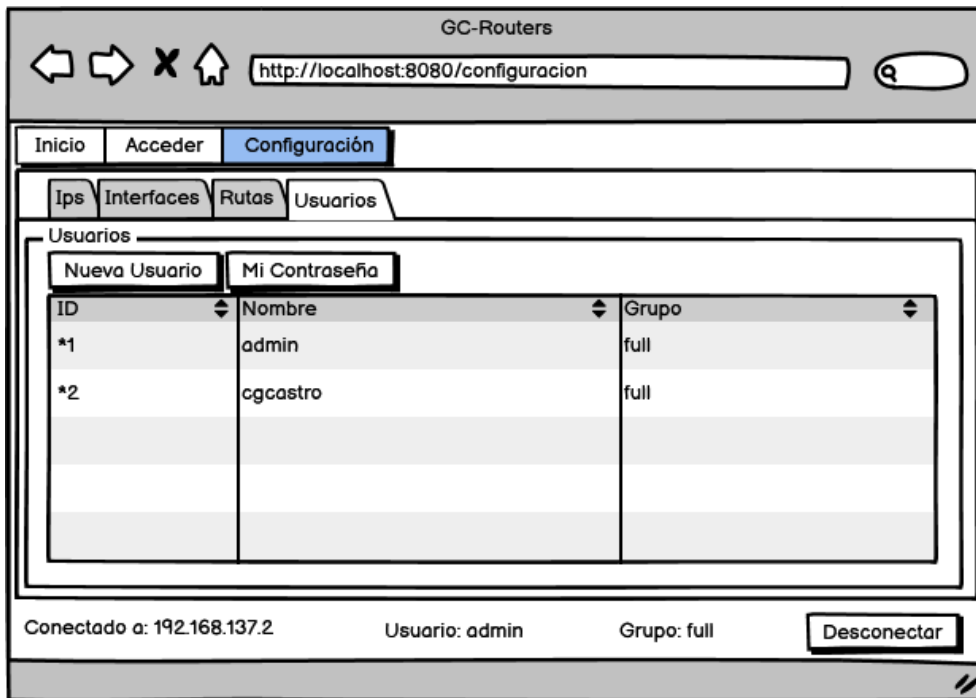 GC-Routers
http://localhost:8080/configuracion
Inicio Acceder Configuración
Ips Interfaces Rutas Usuarios
Usuarios
Nueva Usuario Mi Contraseña
ID Nombre Grupo
*1 admin full
*2 cgcastro full
Conectado a: 192.168.137.2 Usuario: admin Grupo: full Desconectar